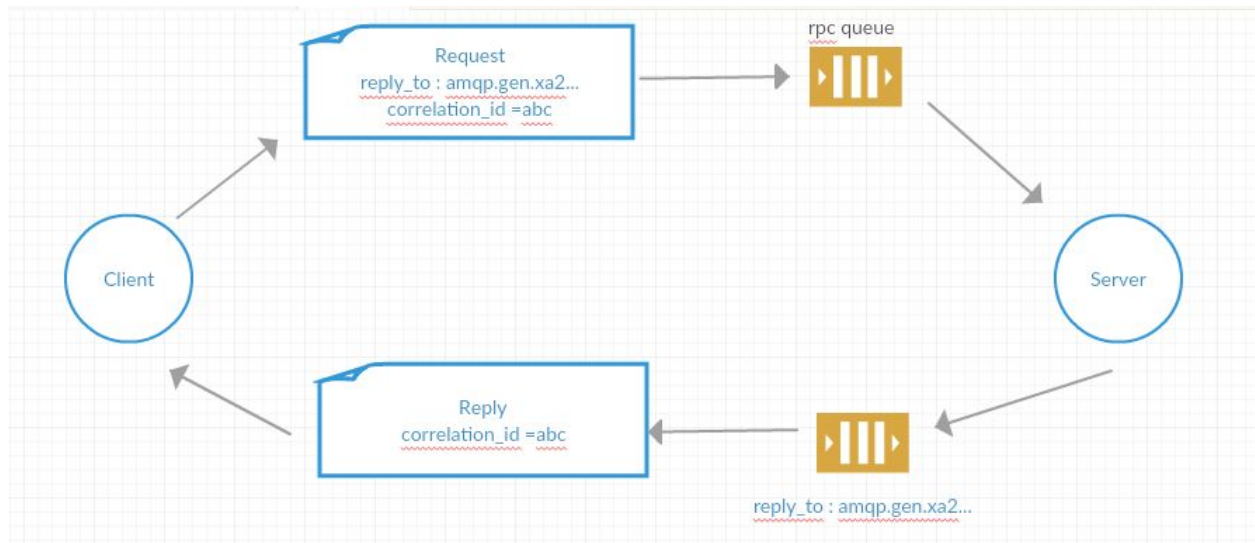 rpc queue
Request
reply_to : amqp.gen.xa2...
correlation_id =abc
Client
Server
Reply
correlation_id =abc
reply_to : amqp.gen.xa2...